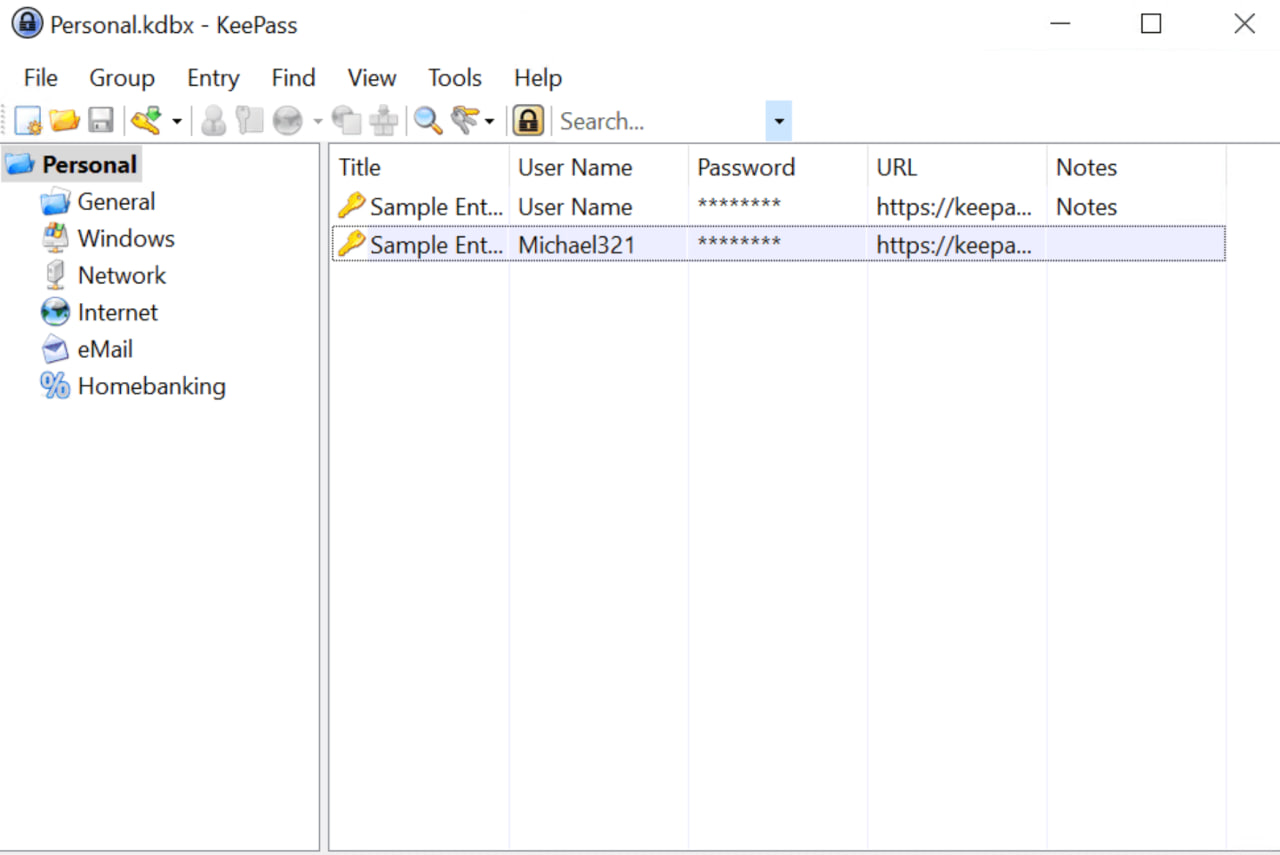 Personal.kdbx - KeePass
File Group Entry Find View Tools Help
Search...
Personal
General
Windows
Network
Internet
eMail
Homebanking
Title User Name Password URL Notes
Sample Ent... User Name ******** https://keepa... Notes
Sample Ent... Michael321 ******** https://keepa...